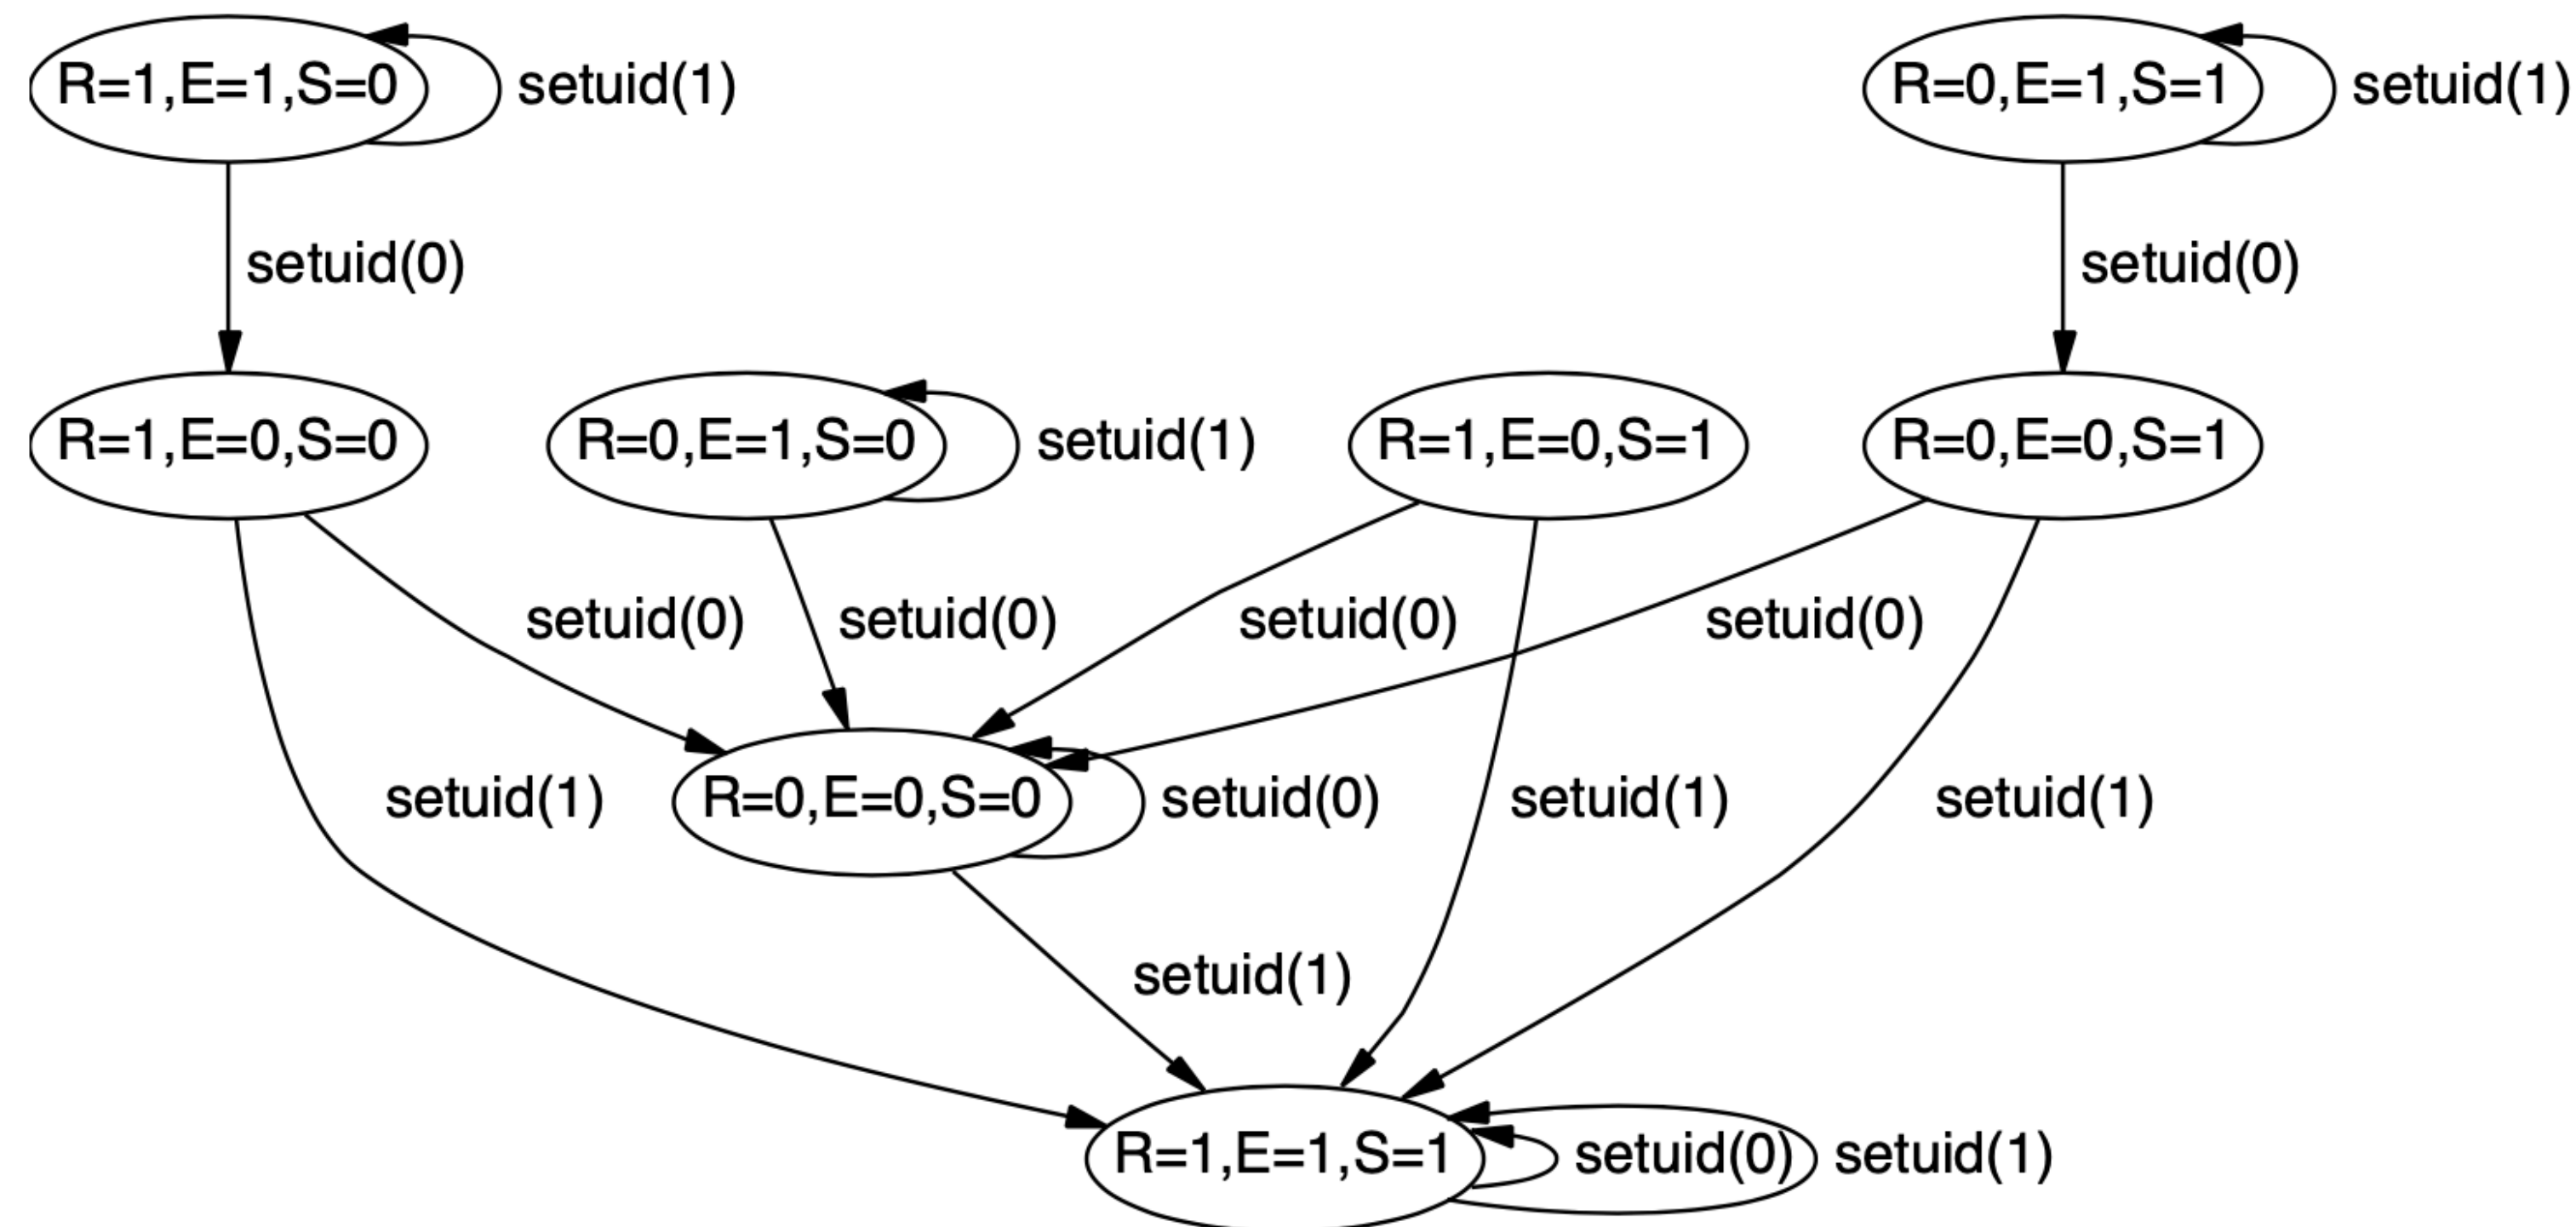 R=1,E=1,S=0
setuid(1)
R=0,E=1,S=1
setuid(1)
setuid(0)
setuid(0)
R=1,E=0,S=0
R=0,E=1,S=0
setuid(1)
R=1,E=0,S=1
R=0,E=0,S=1
setuid(0)
setuid(0)
setuid(0)
setuid(0)
setuid(1)
R=0,E=0,S=0
setuid(0)
setuid(1)
setuid(1)
setuid(1)
R=1,E=1,S=1
setuid(0)
setuid(1)